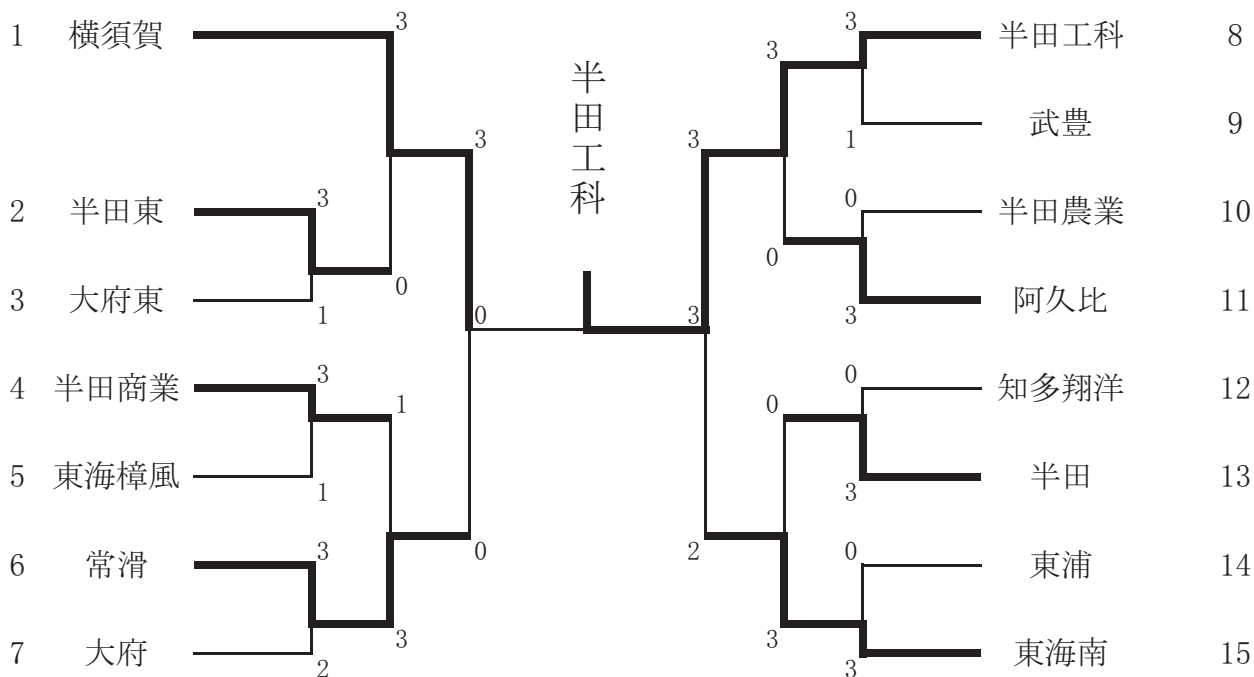 1 横須賀
2 半田東
3 大府東
4 半田商業
5 東海樟風
6 常滑
7 大府
3
3
1
3
1
3
2
0
1
3
3
0
0
半田工科
3
3
2
3
0
0
3
3
1
0
3
0
3
0
3
半田工科 8
武豊 9
半田農業 10
阿久比 11
知多翔洋 12
半田 13
東浦 14
東海南 15